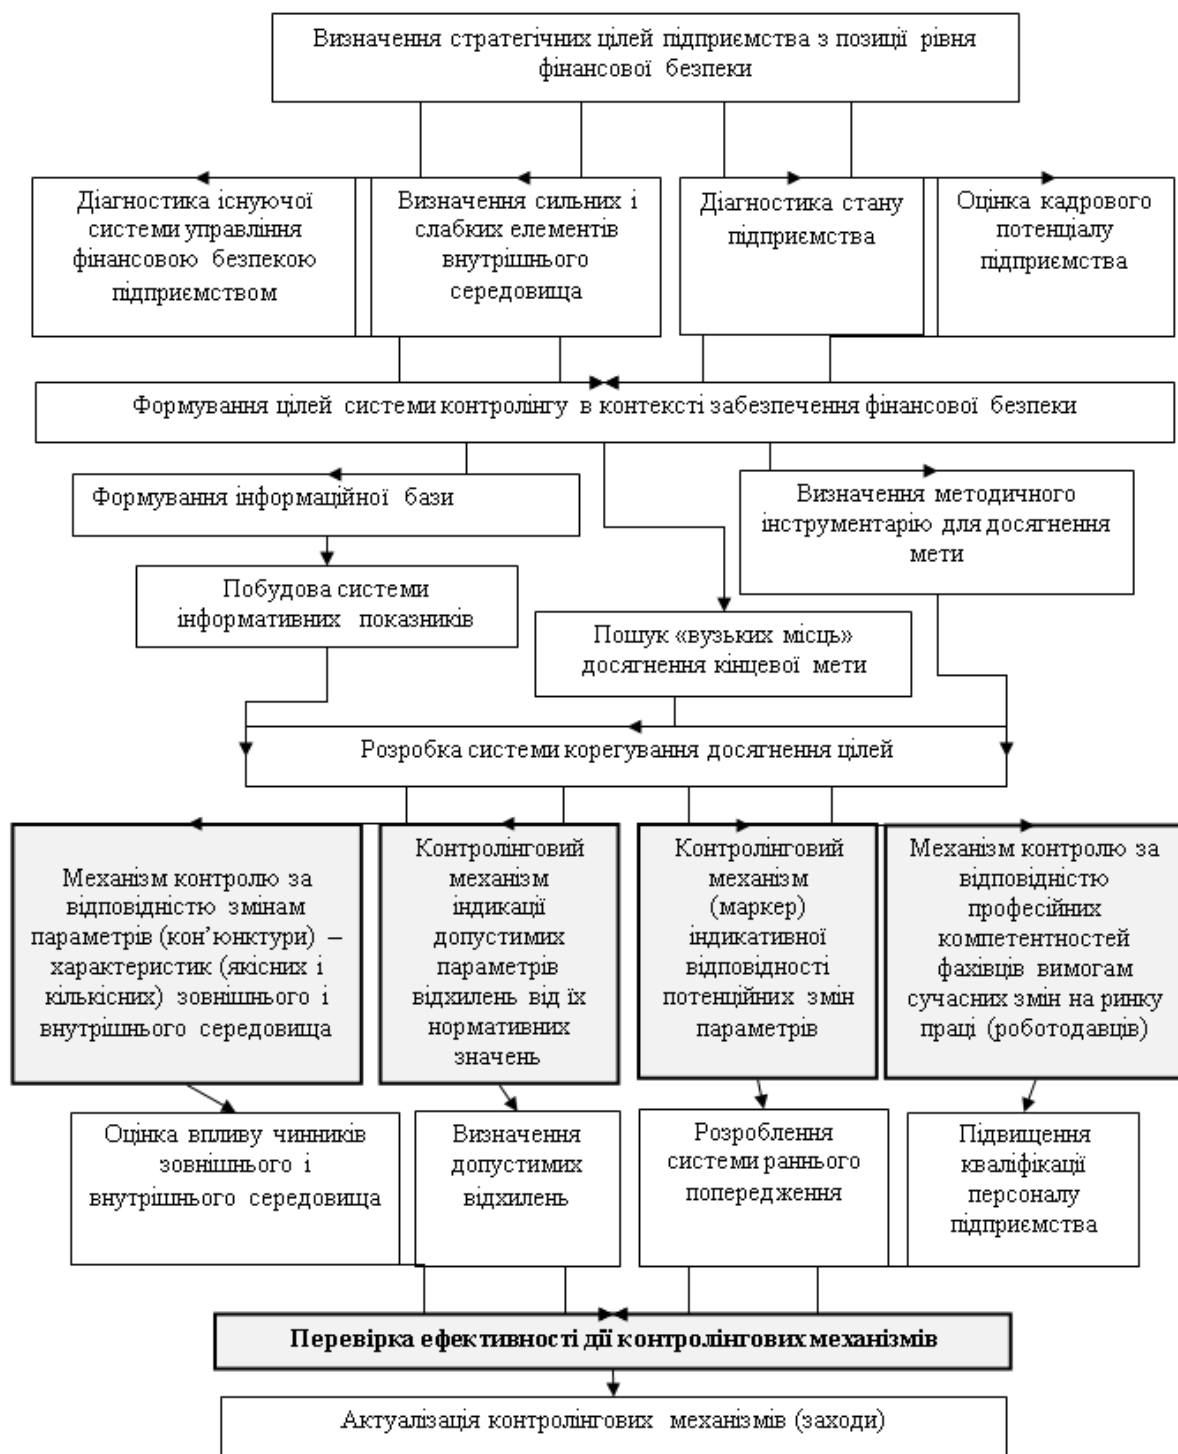 Визначення стратегічних цілей підприємства з позиції рівня
фінансової безпеки
Діагностика існуючої
системи управління
фінансовою безпекою
підприємством
Визначення сильних і
слабких елементів
внутрішнього
середовища
Діагностика стану
підприємства
Оцінка кадрового
потенціалу
підприємства
Формування цілей системи контролінгу в контексті забезпечення фінансової безпеки
Формування інформаційної бази
Визначення методичного
інструментарію для досягнення
мети
Побудова системи
інформативних показників
Пошук «вузьких місць»
досягнення кінцевої мети
Розробка системи корегування досягнення цілей
Механізм контролю за
відповідністю змінам
параметрів (кон’юнктури) –
характеристик (якісних і
кількісних) зовнішнього і
внутрішнього середовища
Контролінговий
механізм
індикації
допустимих
параметрів
відхилень від їх
нормативних
значень
Контролінговий
механізм
(маркер)
індикативної
відповідності
потенційних змін
параметрів
Механізм контролю за
відповідністю
професійних
компетентностей
фахівців вимогам
сучасних змін на ринку
праці (роботодавців)
Оцінка впливу чинників
зовнішнього і
внутрішнього середовища
Визначення
допустимих
відхилень
Розроблення
системи раннього
попередження
Підвищення
кваліфікації
персоналу
підприємства
Перевірка ефективності дії контролінгових механізмів
Актуалізація контролінгових механізмів (заходи)